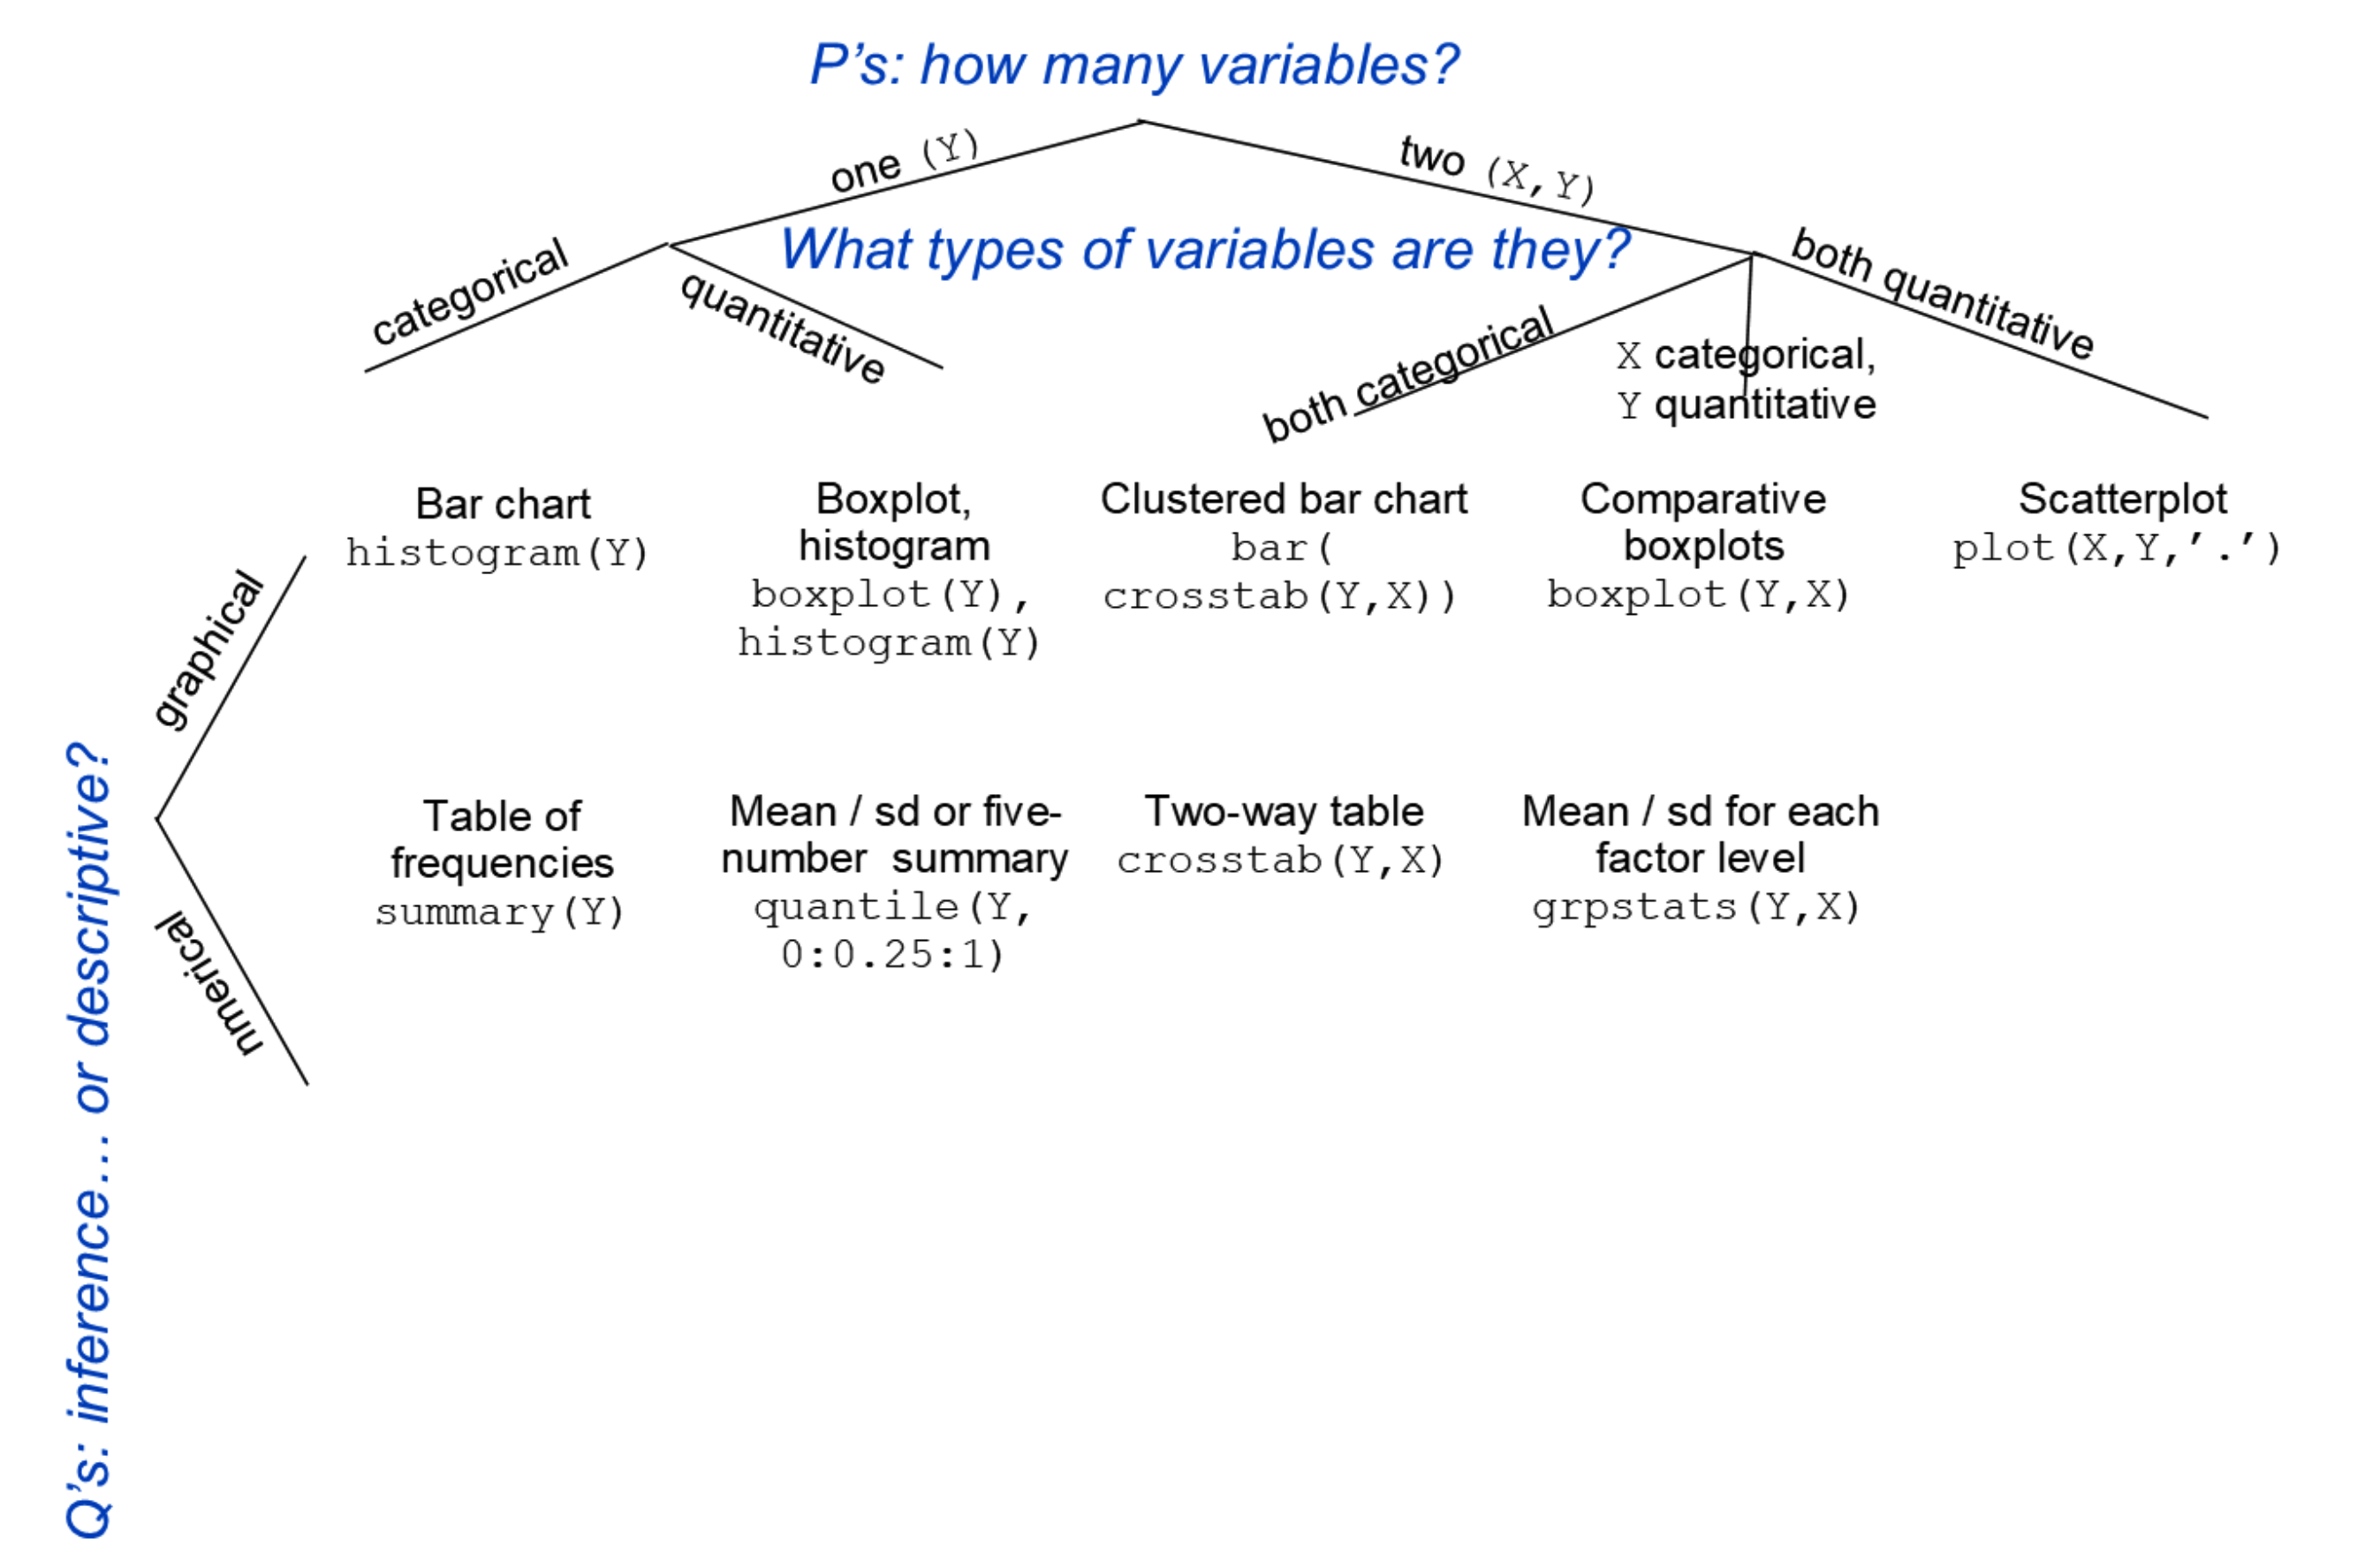 P's: how many variables?
one (Y)
two (X,Y)
What types of variables are they?
categorical
quantitative
both categorical
X categorical,
Y quantitative
both quantitative
Bar chart
histogram(Y)
Boxplot,
histogram
boxplot(Y),
histogram(Y)
Clustered bar chart
bar(
crosstab(Y,X))
Comparative
boxplots
boxplot(Y,X)
Scatterplot
plot(X,Y,'.')
graphical
nmerical
Table of
frequencies
summary(Y)
Mean / sd or five-
number summary
quantile(Y,
0:0.25:1)
Two-way table
crosstab(Y,X)
Mean / sd for each
factor level
grpstats(Y,X)
Q's: inference... or descriptive?